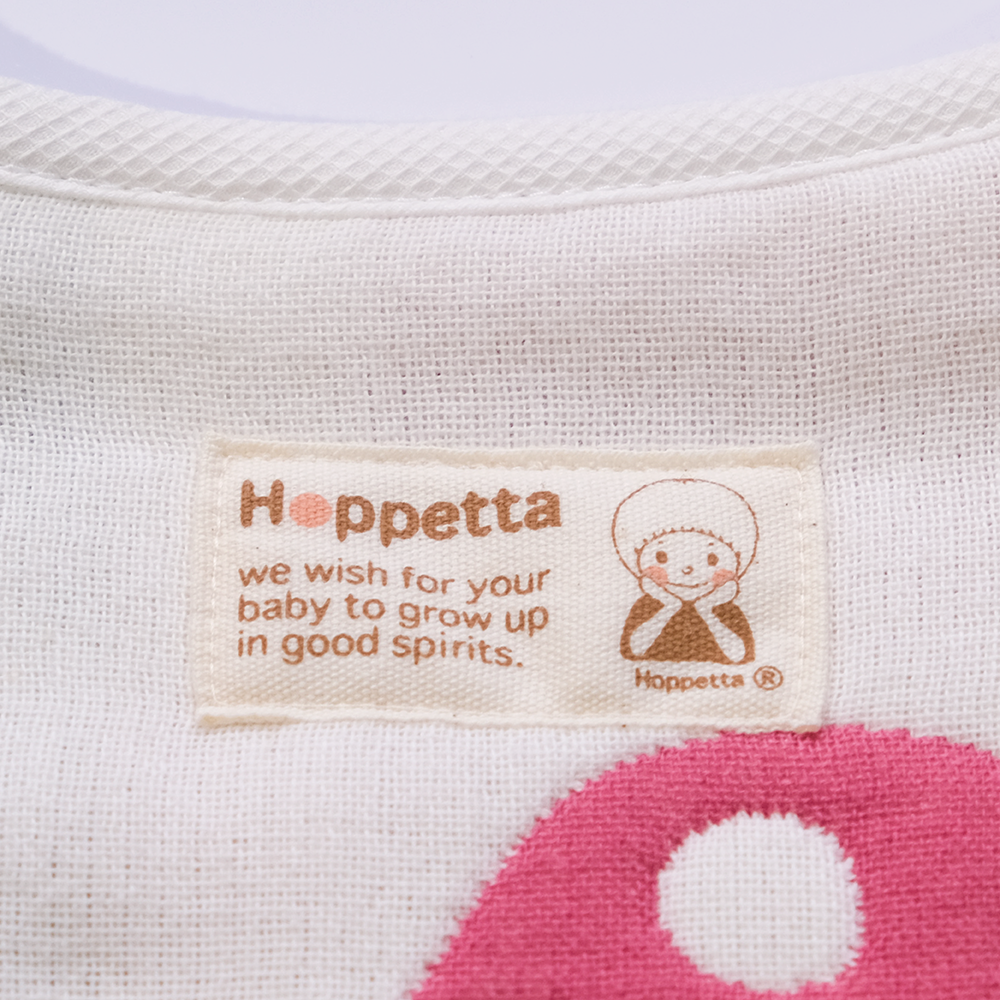 Hoppetta
we wish for your
baby to grow up
in good spirits.
Hoppetta ®